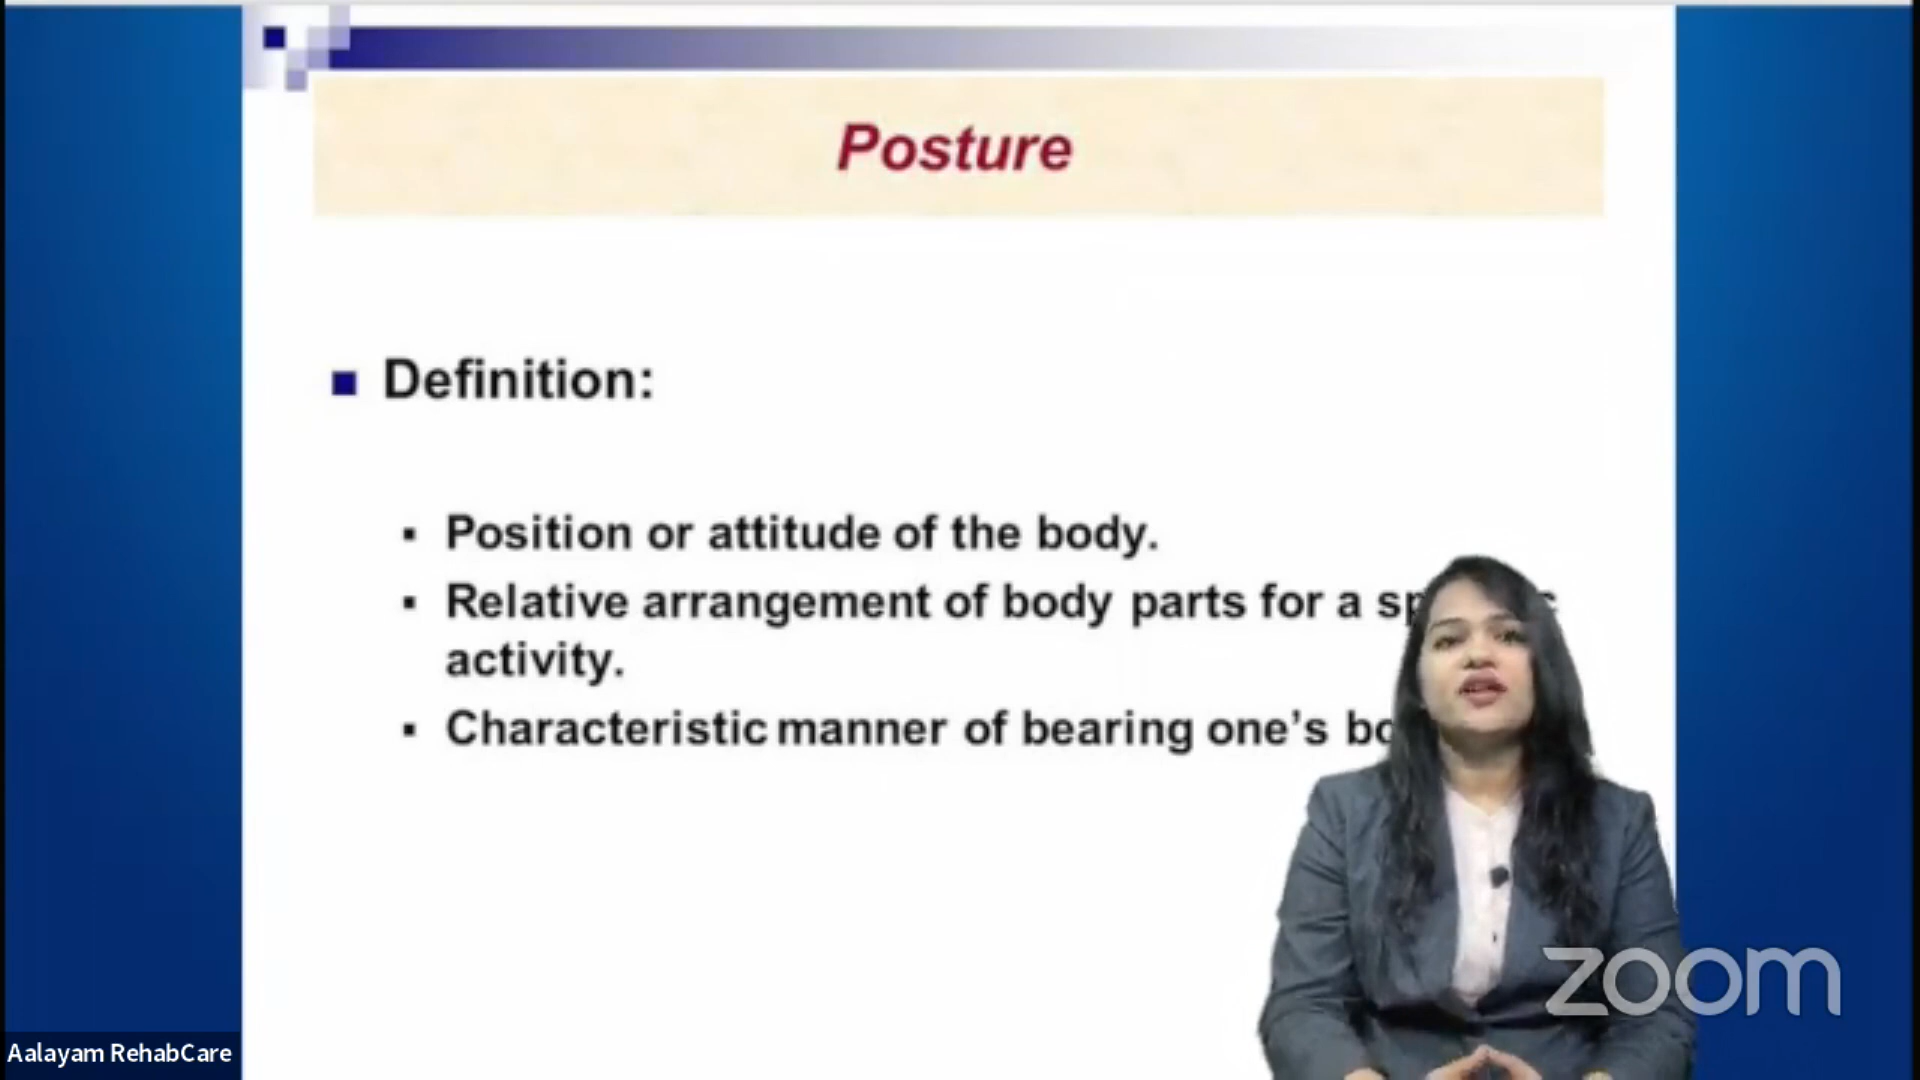 Posture
Definition:
Position or attitude of the body.
Relative arrangement of body parts for a
activity.
Characteristic manner of bearing one's
zoom
Aalayam RehabCare